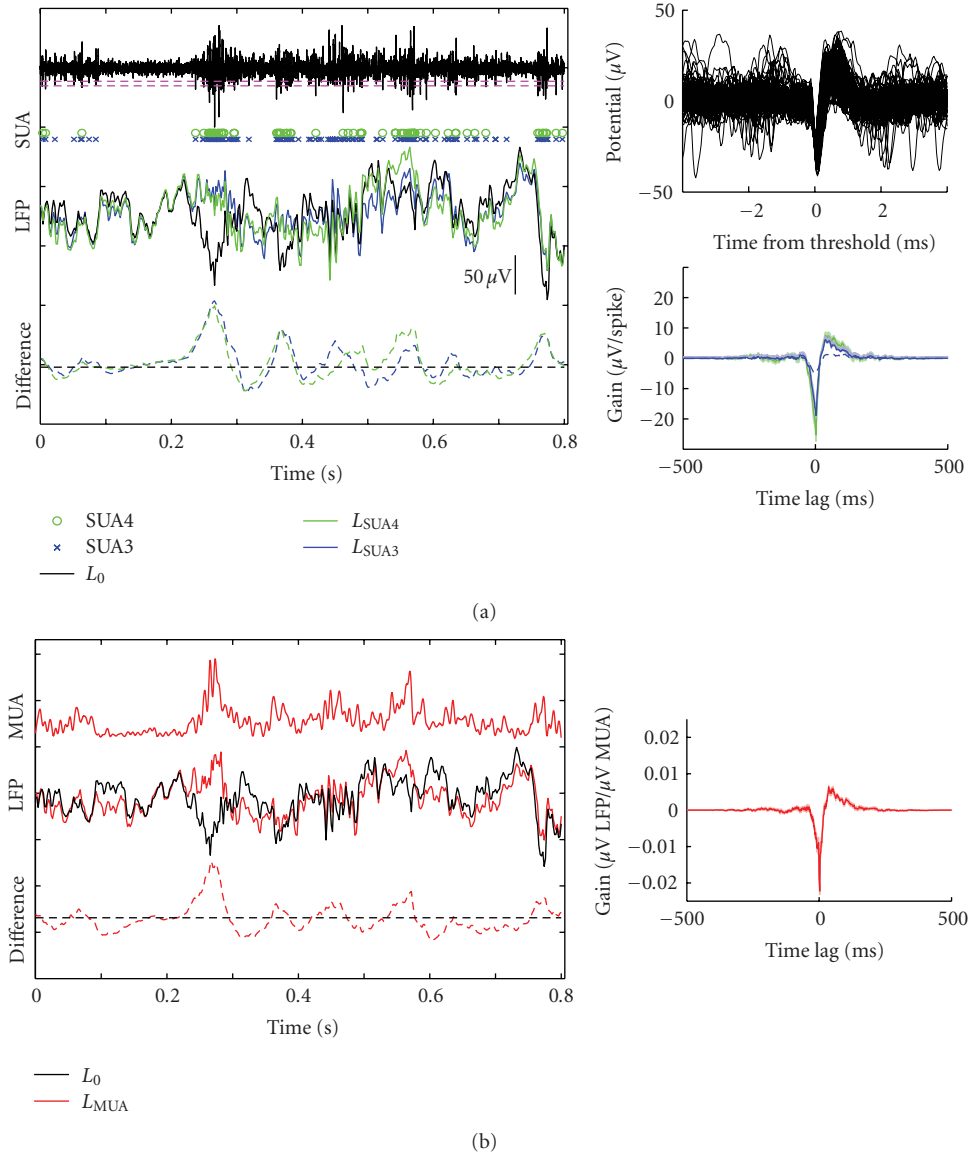 SUA
LFP
Difference
50 μV
0
0.2
0.4
0.6
0.8
Time (s)
SUA4
SUA3
L0
LSUA4
LSUA3
50
0
−50
−2
0
2
Potential (μV)
Time from threshold (ms)
20
10
0
−10
−20
−500
0
500
Gain (μV/spike)
Time lag (ms)
(a)
MUA
LFP
Difference
0
0.2
0.4
0.6
0.8
Time (s)
L0
LMUA
0.02
0.01
0
−0.01
−0.02
−500
0
500
Gain (μV LFP/μV MUA)
Time lag (ms)
(b)